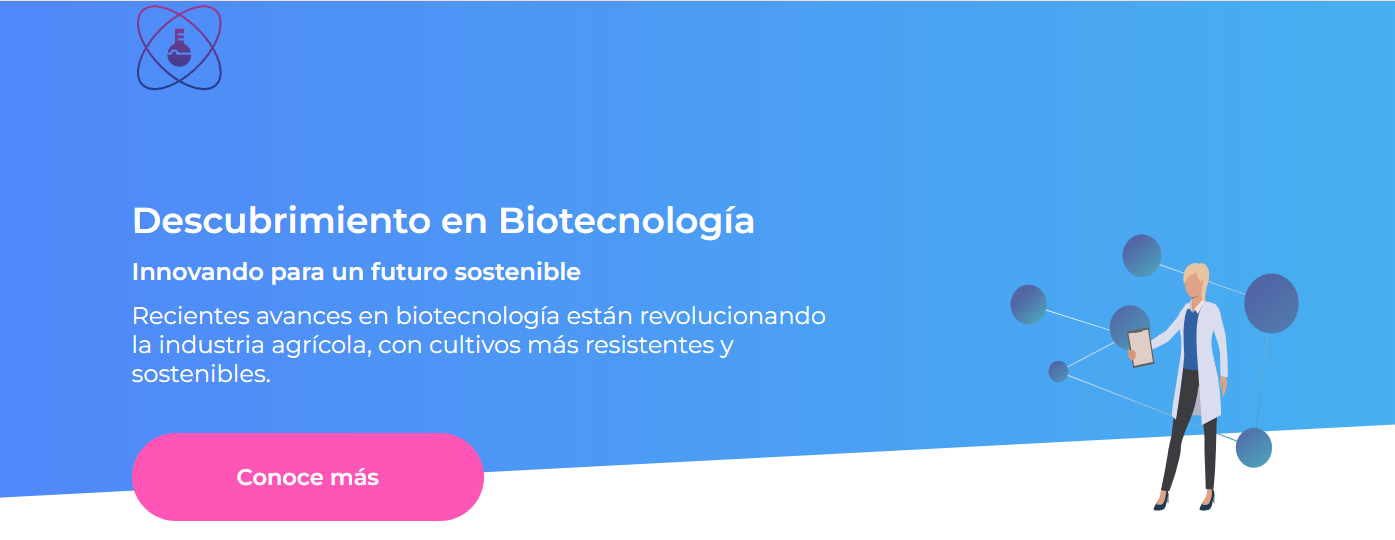 Descubrimiento en Biotecnología
Innovando para un futuro sostenible
Recientes avances en biotecnología están revolucionando
la industria agrícola, con cultivos más resistentes y
sostenibles.
Conoce más